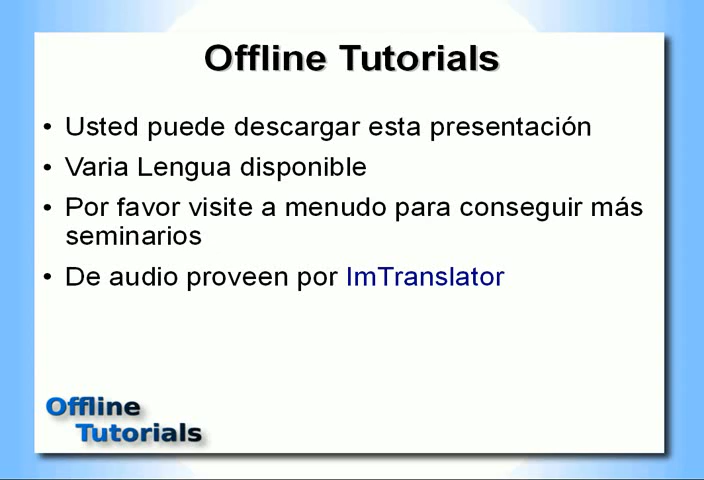 Offline Tutorials
• Usted puede descargar esta presentación
• Varia Lengua disponible
• Por favor visite a menudo para conseguir más
seminarios
• De audio proveen por ImTranslator
Offline
Tutorials